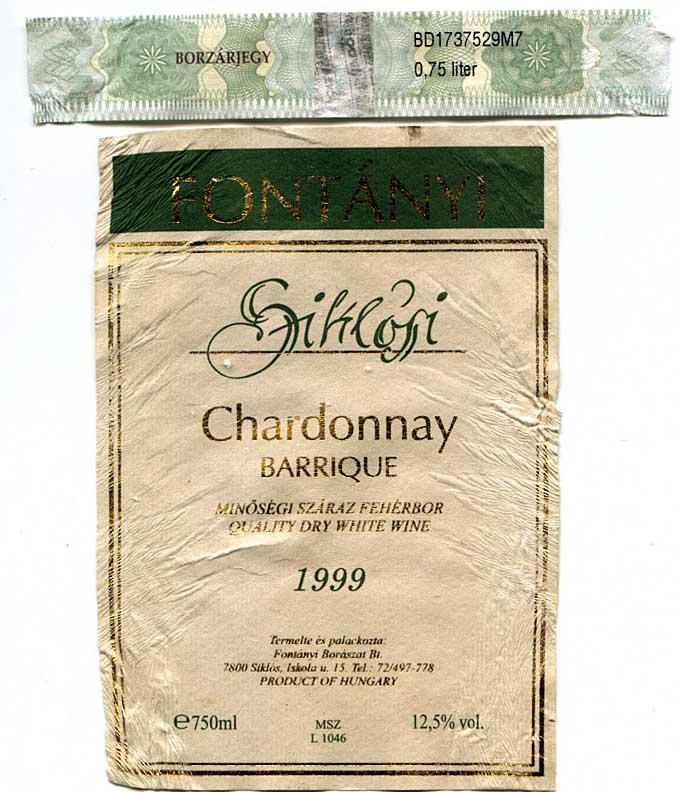 BORZÁRJEGY
BD1737529M7
0,75 liter
FONTÁNYI
Siklósi
Chardonnay
BARRIQUE
MINŐSÉGI SZÁRAZ FEHÉRBOR
QUALITY DRY WHITE WINE
1999
Termelte és palackozta:
Fontányi Borászat Bt.
7800 Siklós, Iskola u. 15. Tel.: 72/497-778
PRODUCT OF HUNGARY
℮750ml
MSZ
L 1046
12,5% vol.